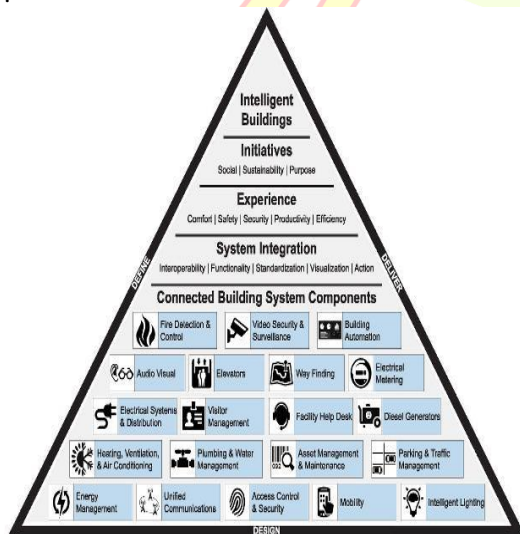 Intelligent
Buildings
Initiatives
Social | Sustainability | Purpose
Experience
Comfort | Safety | Security | Productivity | Efficiency
System Integration
Interoperability | Functionality | Standardization | Visualization | Action
DEFINE
DELIVER
Connected Building System Components
Fire Detection &
Control
Video Security &
Surveillance
Building
Automation
Audio Visual
Elevators
Way Finding
Electrical
Metering
Electrical Systems
& Distribution
Visitor
Management
Facility Help Desk
Diesel Generators
Heating, Ventilation,
& Air Conditioning
Plumbing & Water
Management
Asset Management
& Maintenance
Parking & Traffic
Management
Energy
Management
Unified
Communications
Access Control
& Security
Mobility
Intelligent Lighting
DESIGN